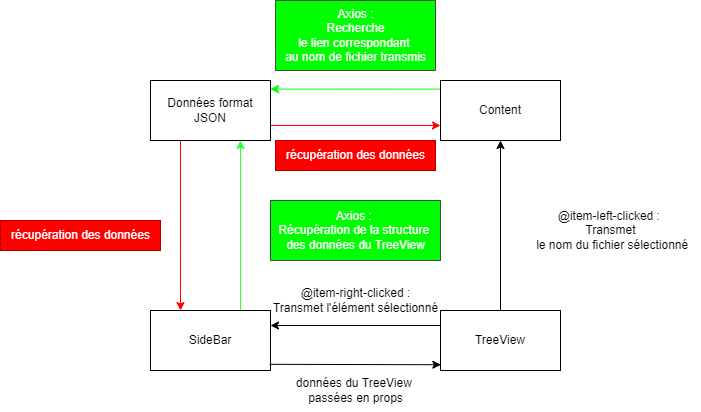 Axios :
Recherche
le lien correspondant
au nom de fichier transmis
Données format
JSON
Content
récupération des données
récupération des données
Axios :
Récupération de la structure
des données du TreeView
@item-left-clicked :
Transmet
le nom du fichier sélectionné
@item-right-clicked :
Transmet l'élément sélectionné
SideBar
TreeView
données du TreeView
passées en props